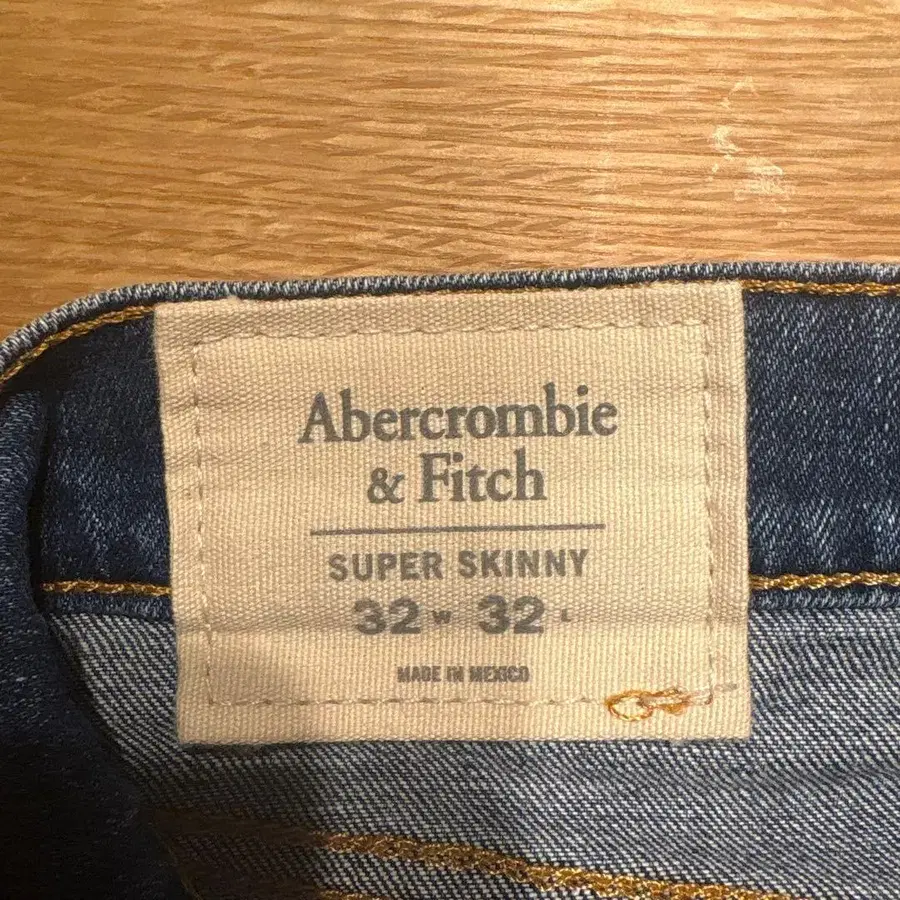 Abercrombie
& Fitch
SUPER SKINNY
32 W 32 L
MADE IN MEXICO